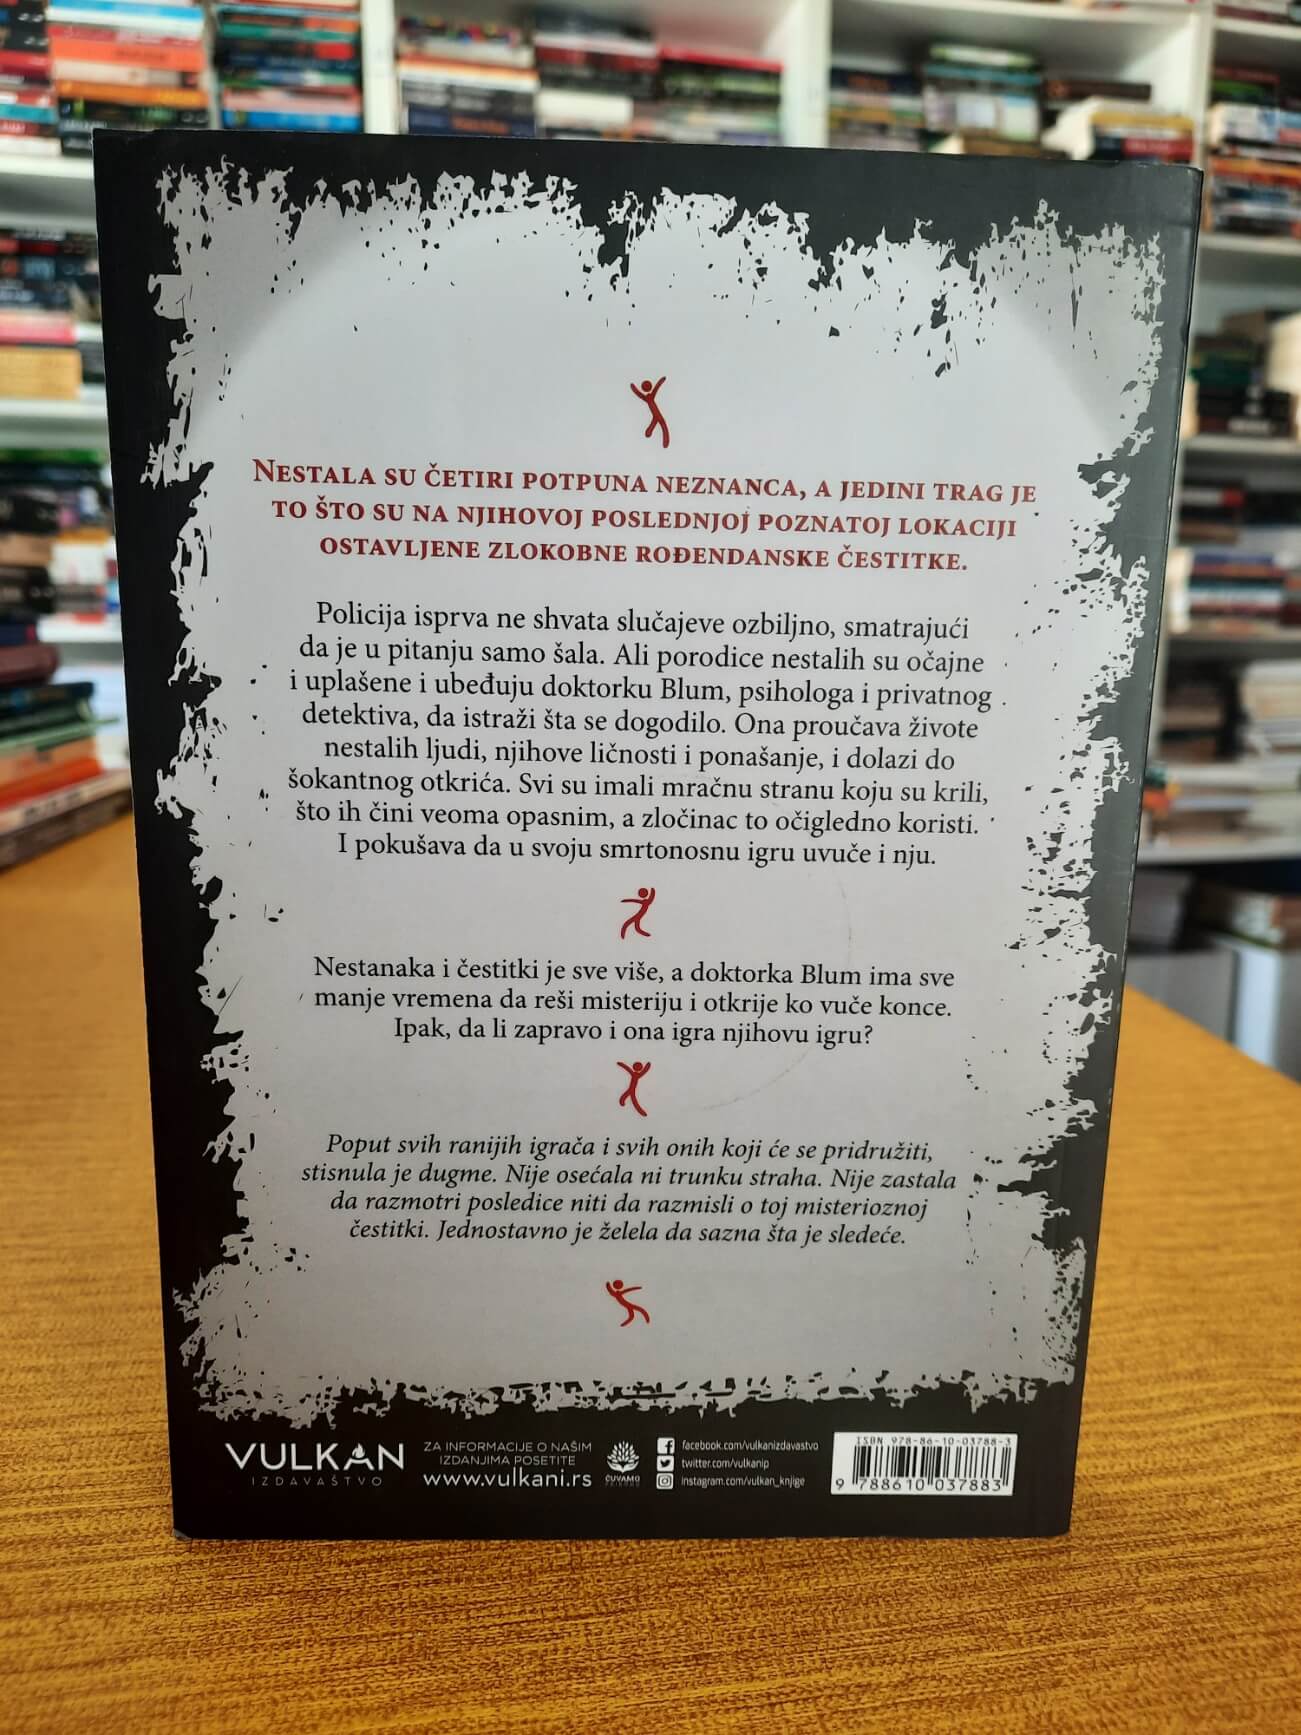 NESTALA SU ČETIRI POTPUNA NEZNANCA, A JEDINI TRAG JE
TO ŠTO SU NA NJIHOVOJ POSLEDNJOJ POZNATOJ LOKACIJI
OSTAVLJENE ZLOKOBNE ROĐENDANSKE ČESTITKE.
Policija isprva ne shvata slučajeve ozbiljno, smatrajući
da je u pitanju samo šala. Ali porodice nestalih su očajne
i uplašene i ubeđuju doktorku Blum, psihologa i privatnog
detektiva, da istraži šta se dogodilo. Ona proučava živote
nestalih ljudi, njihove ličnosti i ponašanje, i dolazi do
šokantnog otkrića. Svi su imali mračnu stranu koju su krili,
što ih čini veoma opasnim, a zločinac to očigledno koristi.
I pokušava da u svoju smrtonosnu igru uvuče i nju.
Nestanaka i čestitki je sve više, a doktorka Blum ima sve
manje vremena da reši misteriju i otkrije ko vuče konce.
Ipak, da li zapravo i ona igra njihovu igru?
Poput svih ranijih igrača i svih onih koji će se pridružiti,
stisnula je dugme. Nije osećala ni trunku straha. Nije zastala
da razmotri posledice niti da razmisli o toj misterioznoj
čestitki. Jednostavno je želela da sazna šta je sledeće.
VULKAN
IZDAVAŠTVO
ZA INFORMACIJE O NAŠIM
IZDANJIMA POSETITE
www.vulkani.rs
ČUVAMO
facebook.com/vulkanizdavastvo
twitter.com/vulkanip
instagram.com/vulkan_knjige
ISBN 978-86-10-03788-3
9 788610 037883